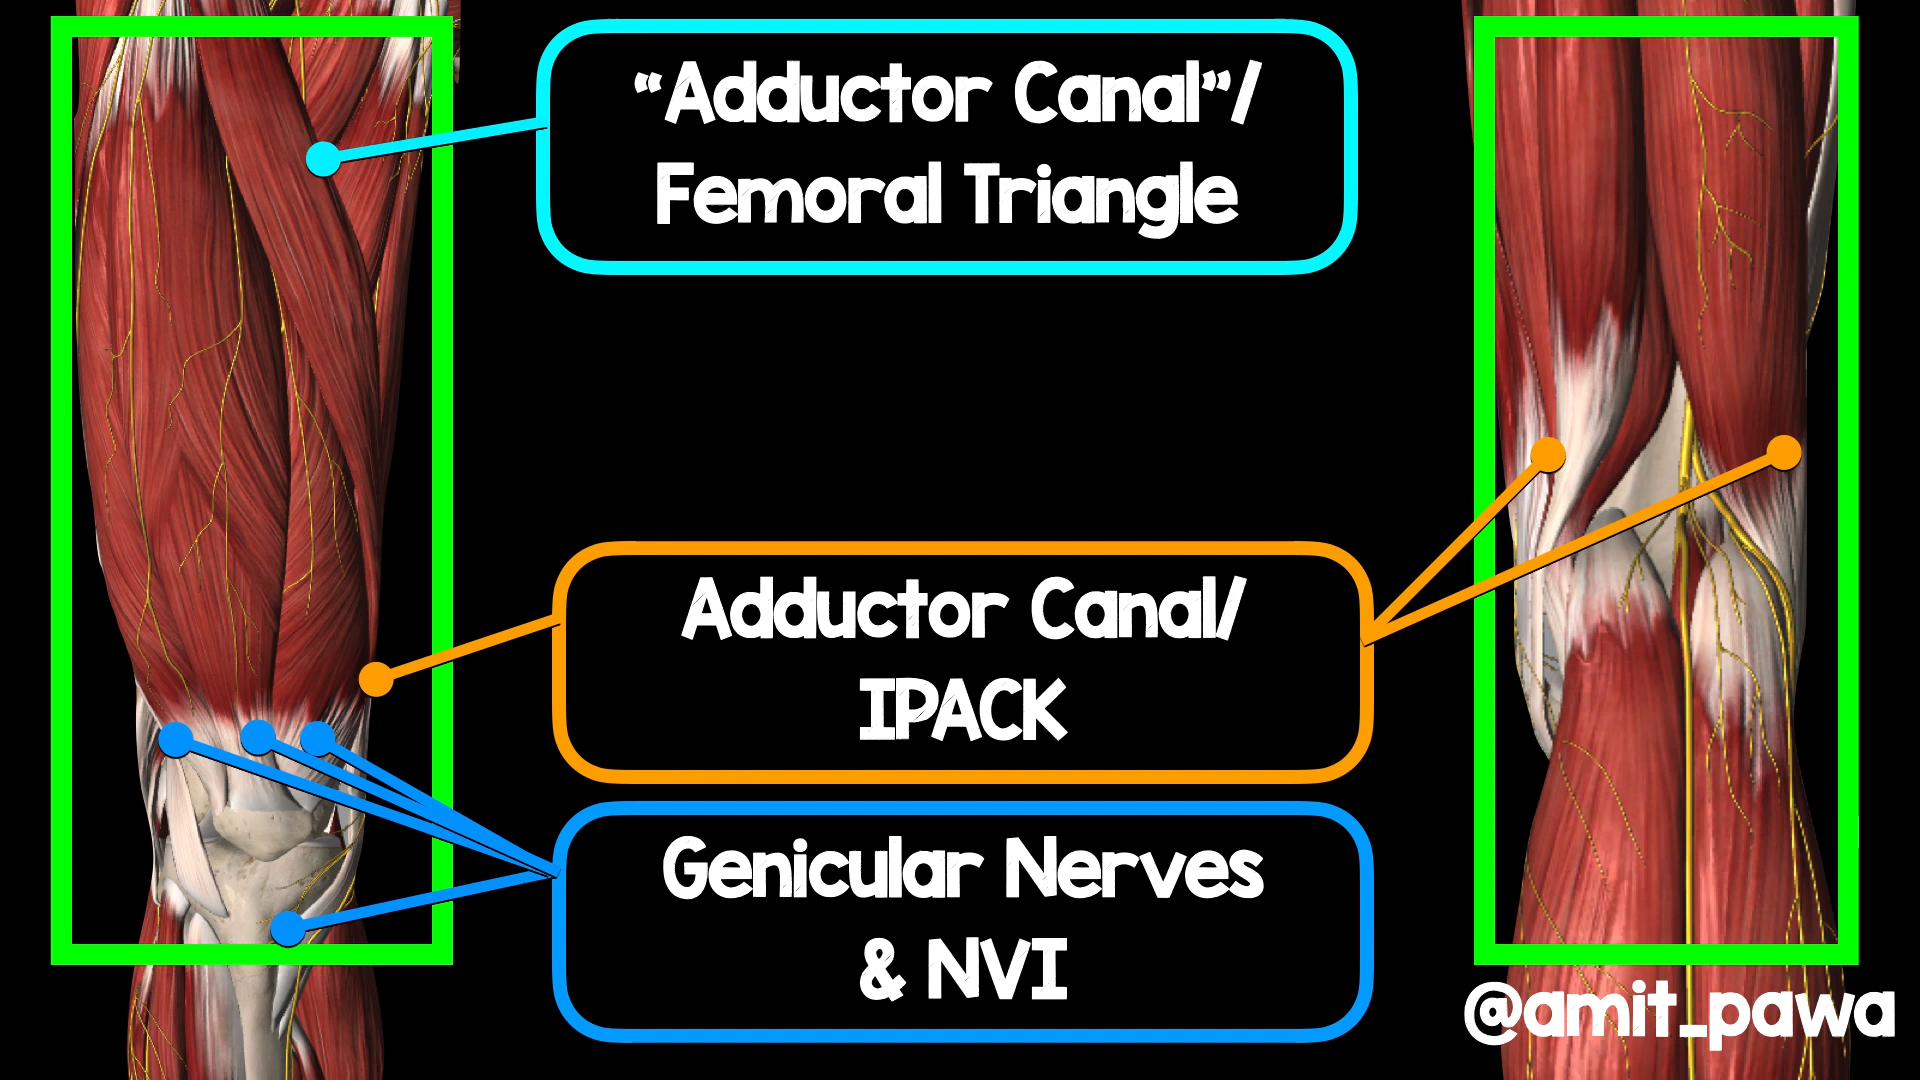 “Adductor Canal”/
Femoral Triangle
Adductor Canal/
IPACK
Genicular Nerves
& NVI
@amit_pawa